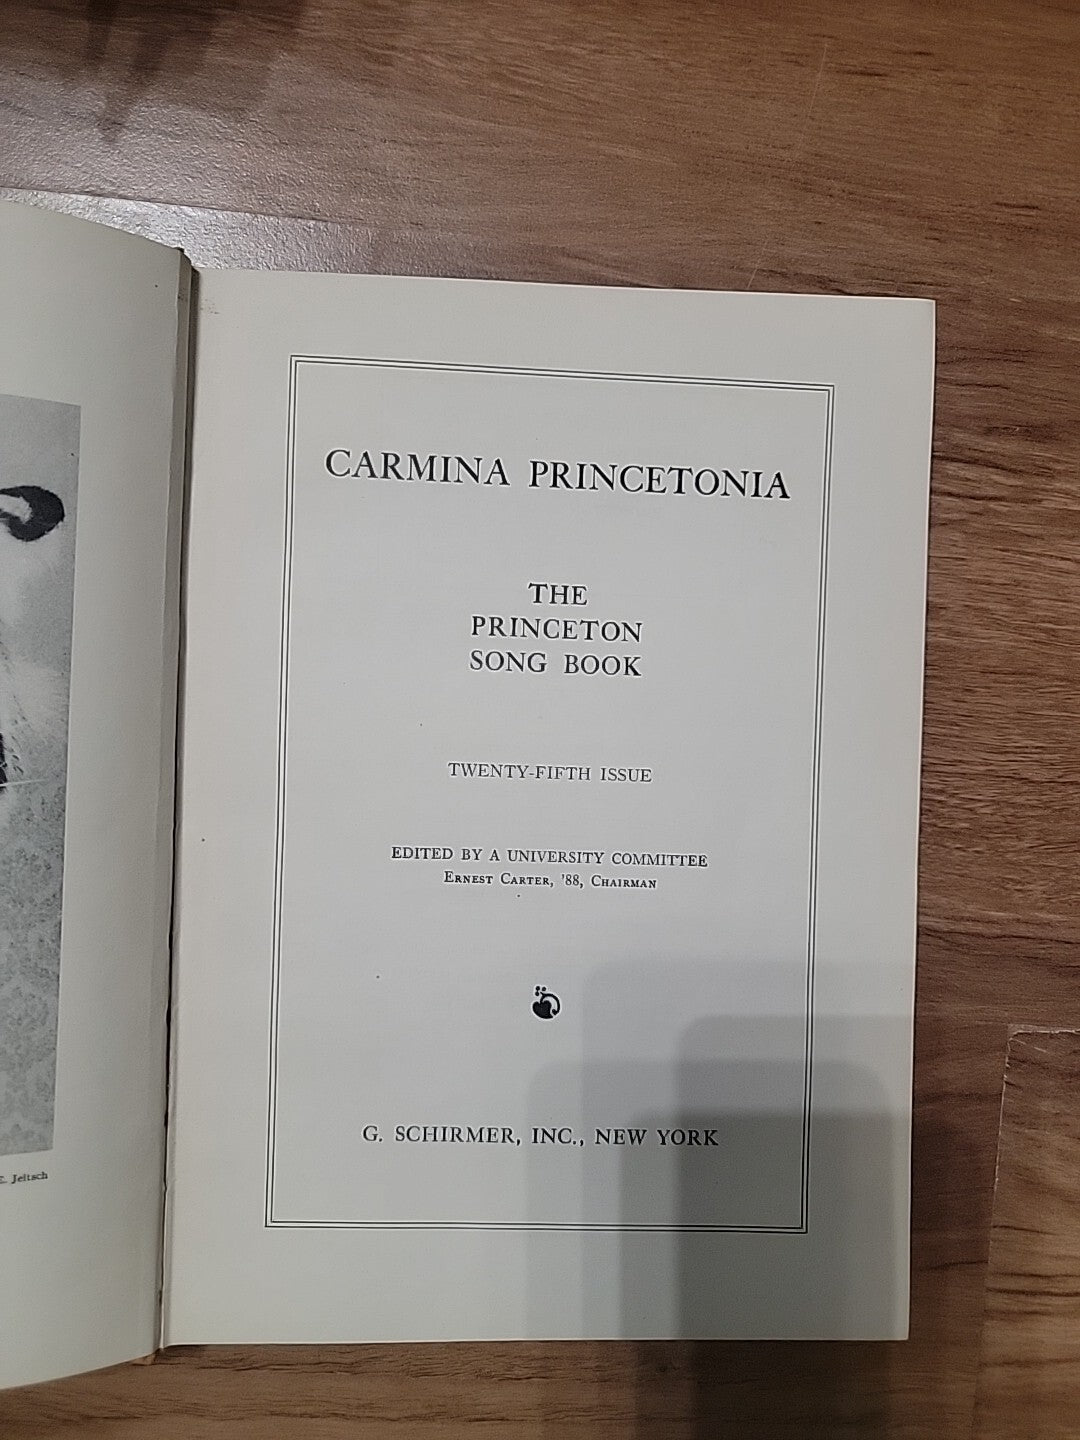 CARMINA PRINCETONIA
THE
PRINCETON
SONG BOOK
TWENTY-FIFTH ISSUE
EDITED BY A UNIVERSITY COMMITTEE
ERNEST CARTER, '88, CHAIRMAN
G. SCHIRMER, INC., NEW YORK
E. Jeitsch